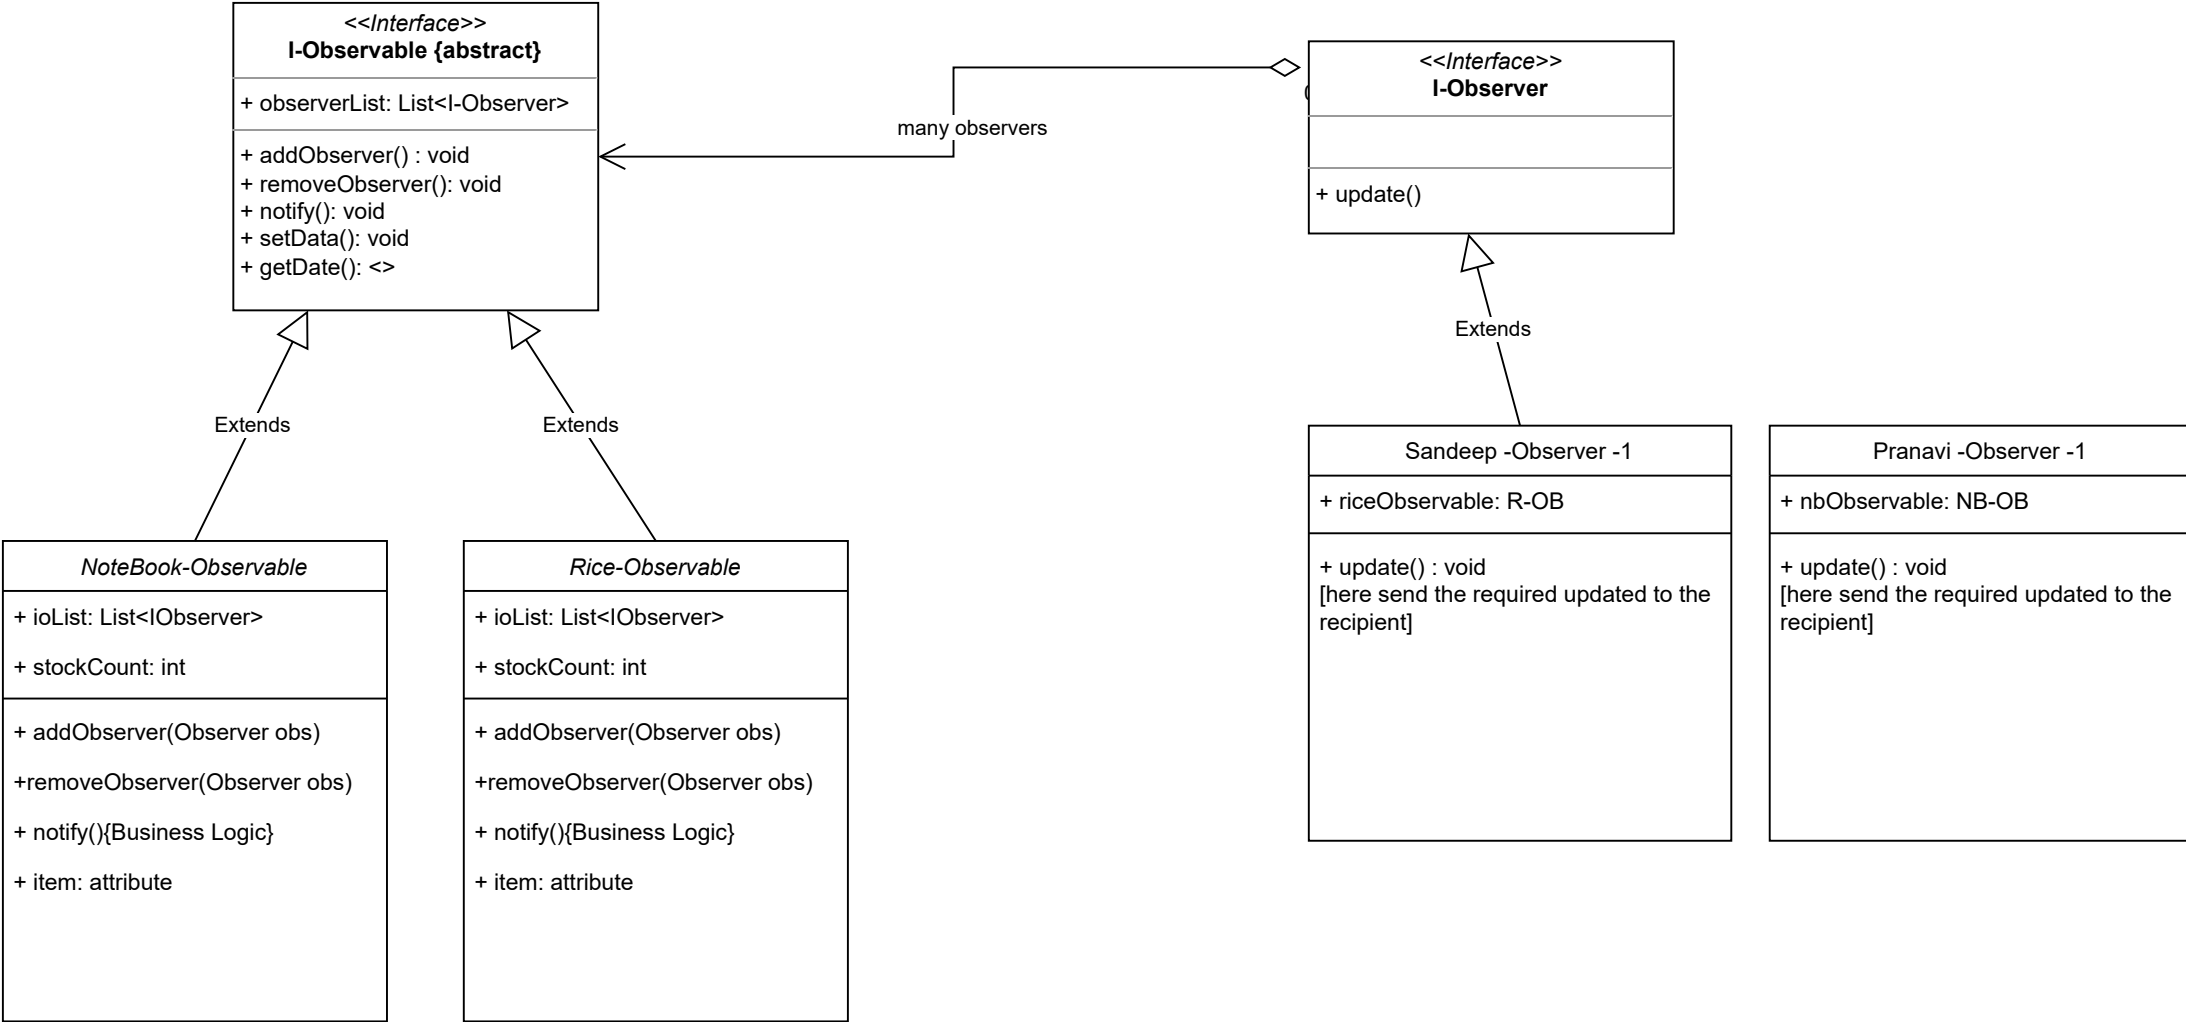 <<Interface>>
I-Observable {abstract}
+ observerList: List<I-Observer>
+ addObserver() : void
+ removeObserver(): void
+ notify(): void
+ setData(): void
+ getDate(): <>
many observers
<<Interface>>
I-Observer
+ update()
Extends
Extends
Extends
NoteBook-Observable
+ ioList: List<IObserver>
+ stockCount: int
+ addObserver(Observer obs)
+removeObserver(Observer obs)
+ notify(){Business Logic}
+ item: attribute
Rice-Observable
+ ioList: List<IObserver>
+ stockCount: int
+ addObserver(Observer obs)
+removeObserver(Observer obs)
+ notify(){Business Logic}
+ item: attribute
Sandeep -Observer -1
+ riceObservable: R-OB
+ update() : void
[here send the required updated to the
recipient]
Pranavi -Observer -1
+ nbObservable: NB-OB
+ update() : void
[here send the required updated to the
recipient]